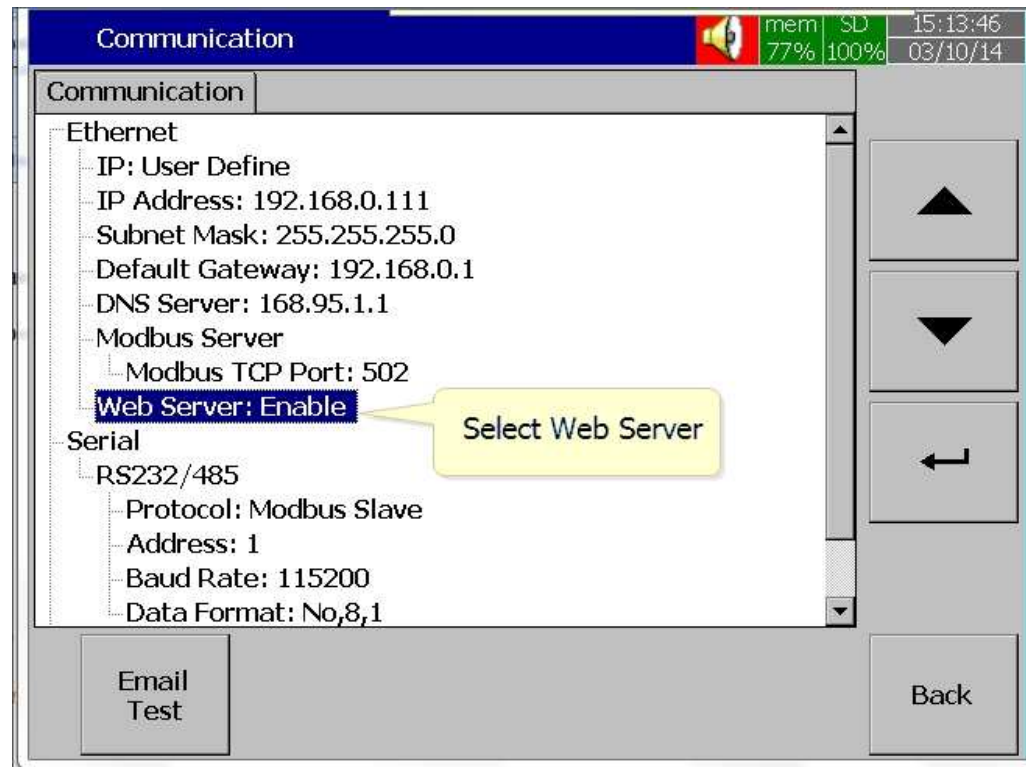 Communication
mem SD 15:13:46
77% 100% 03/10/14
Communication
Ethernet
IP: User Define
IP Address: 192.168.0.111
Subnet Mask: 255.255.255.0
Default Gateway: 192.168.0.1
DNS Server: 168.95.1.1
Modbus Server
Modbus TCP Port: 502
Web Server: Enable
Select Web Server
Serial
RS232/485
Protocol: Modbus Slave
Address: 1
Baud Rate: 115200
Data Format: No,8,1
Email
Test
Back